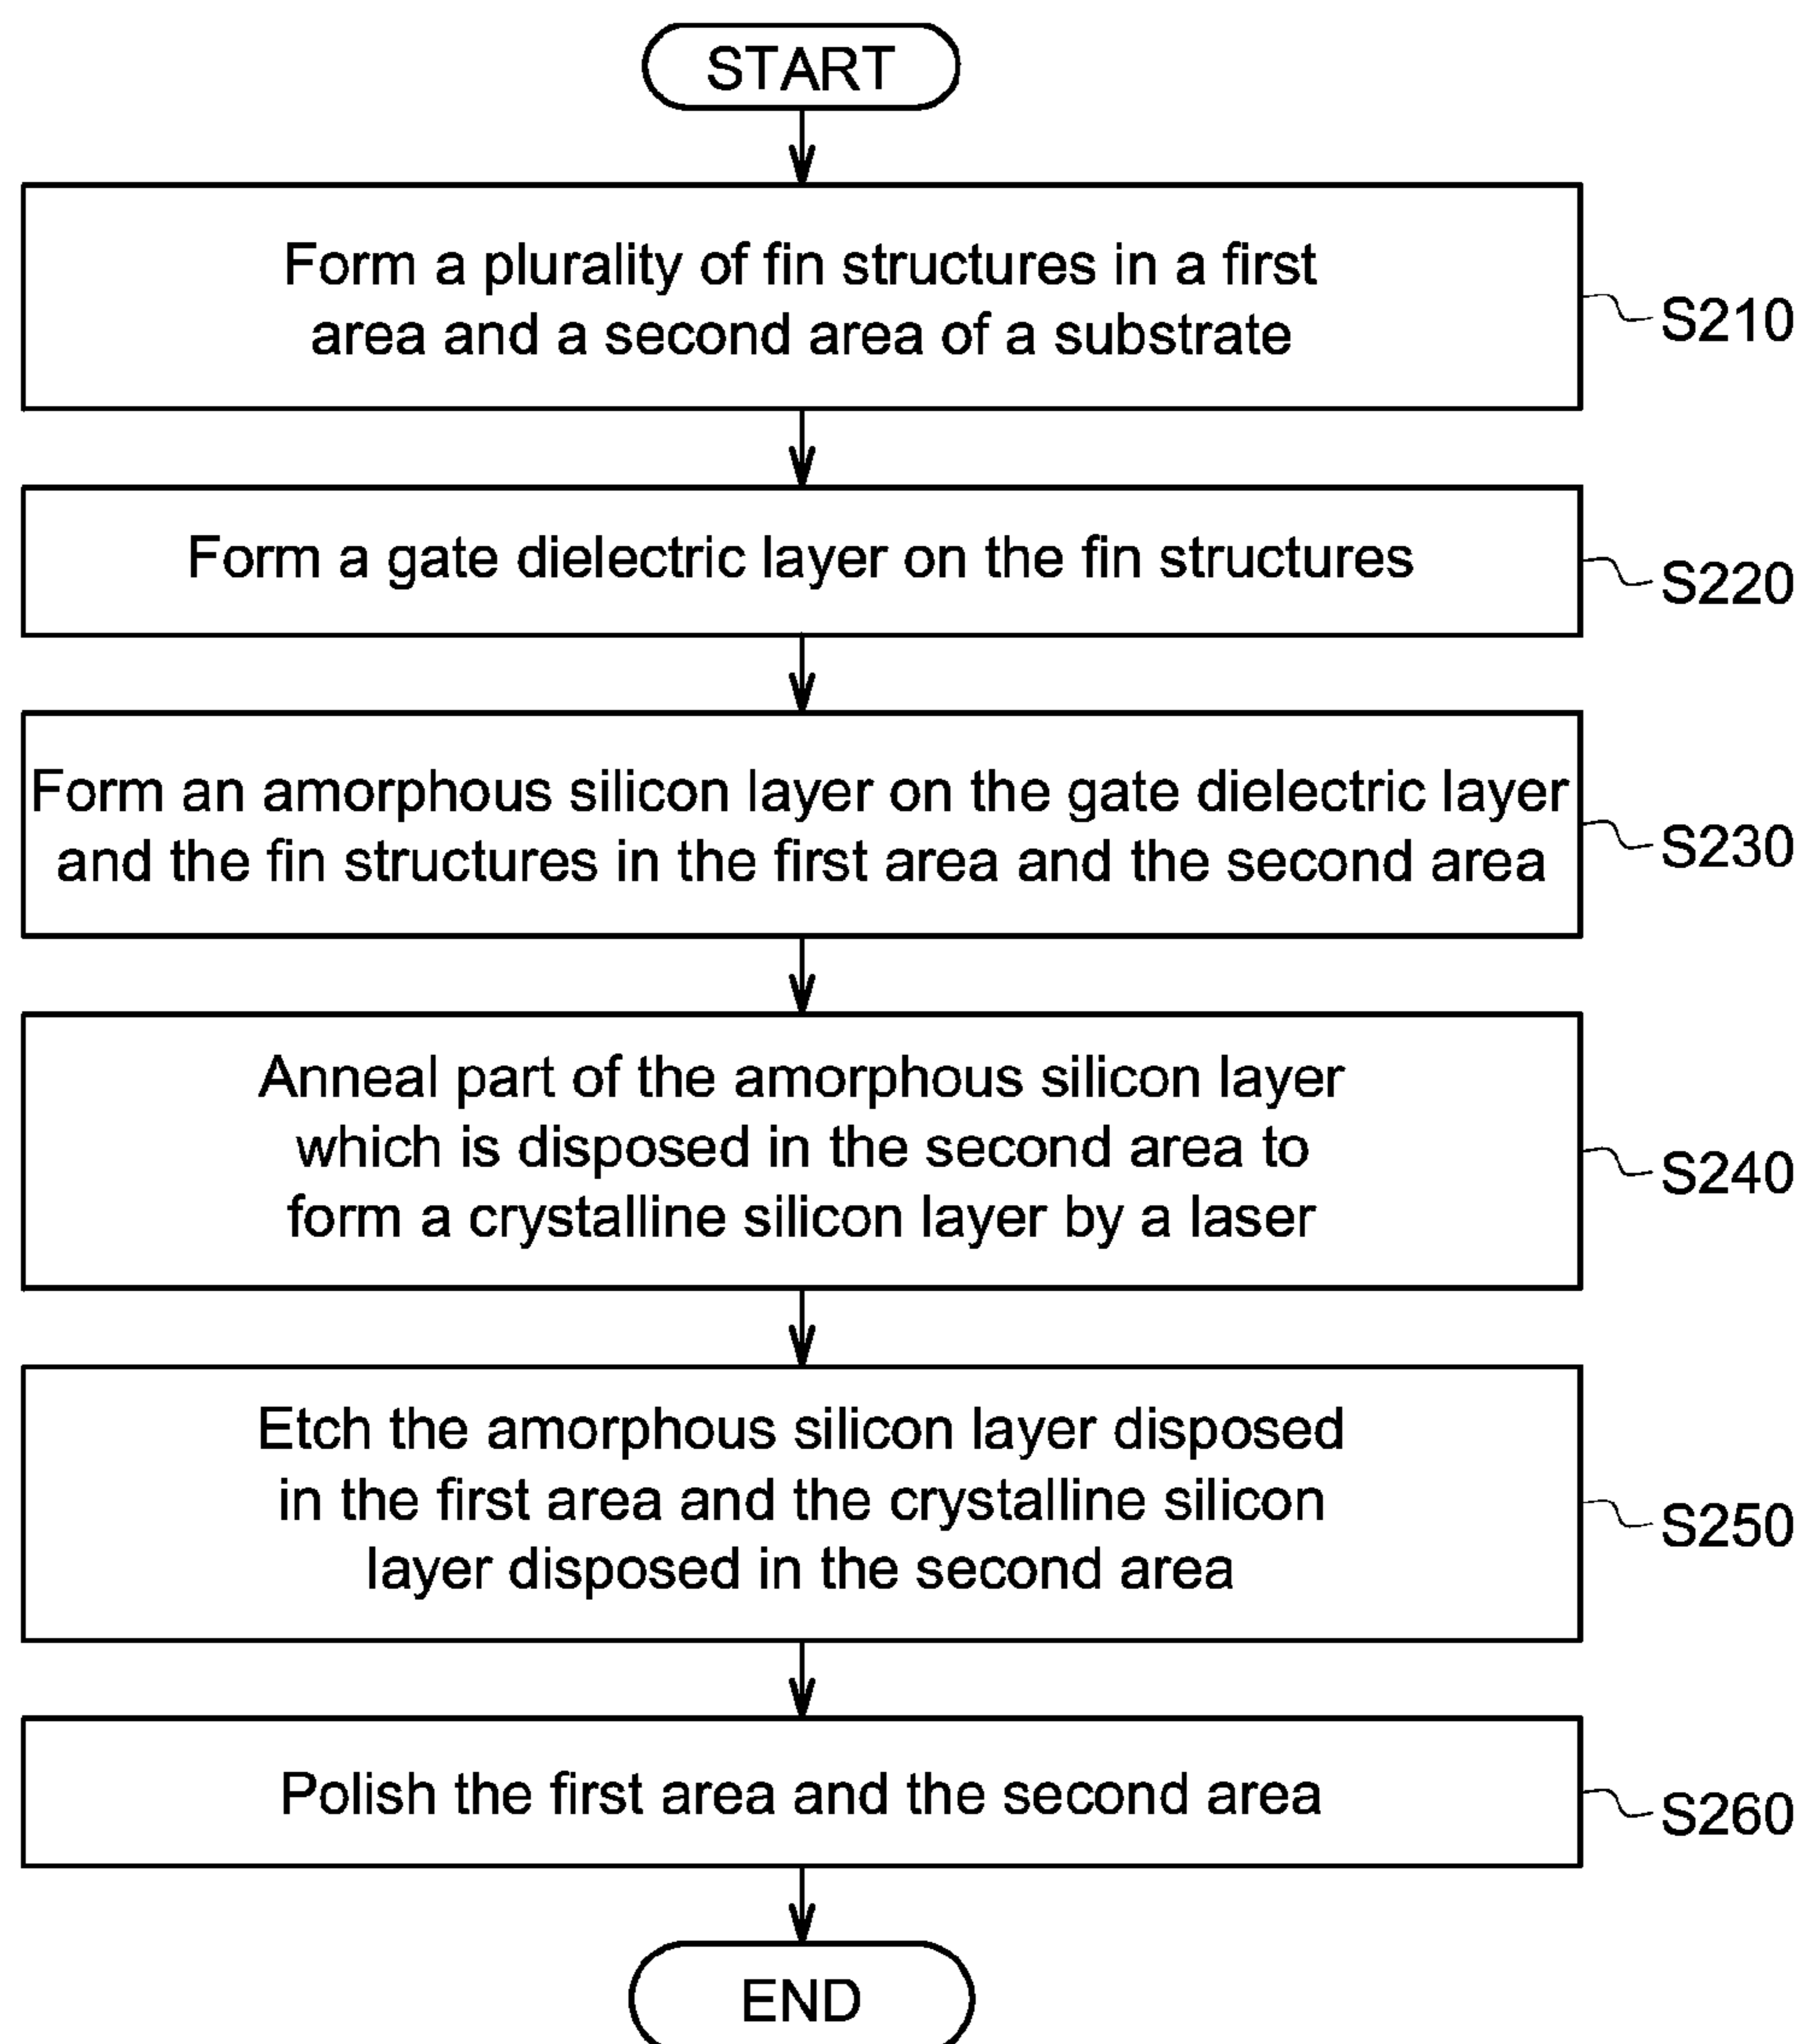 START
Form a plurality of fin structures in a first
area and a second area of a substrate
S210
Form a gate dielectric layer on the fin structures
S220
Form an amorphous silicon layer on the gate dielectric layer
and the fin structures in the first area and the second area
S230
Anneal part of the amorphous silicon layer
which is disposed in the second area to
form a crystalline silicon layer by a laser
S240
Etch the amorphous silicon layer disposed
in the first area and the crystalline silicon
layer disposed in the second area
S250
Polish the first area and the second area
S260
END